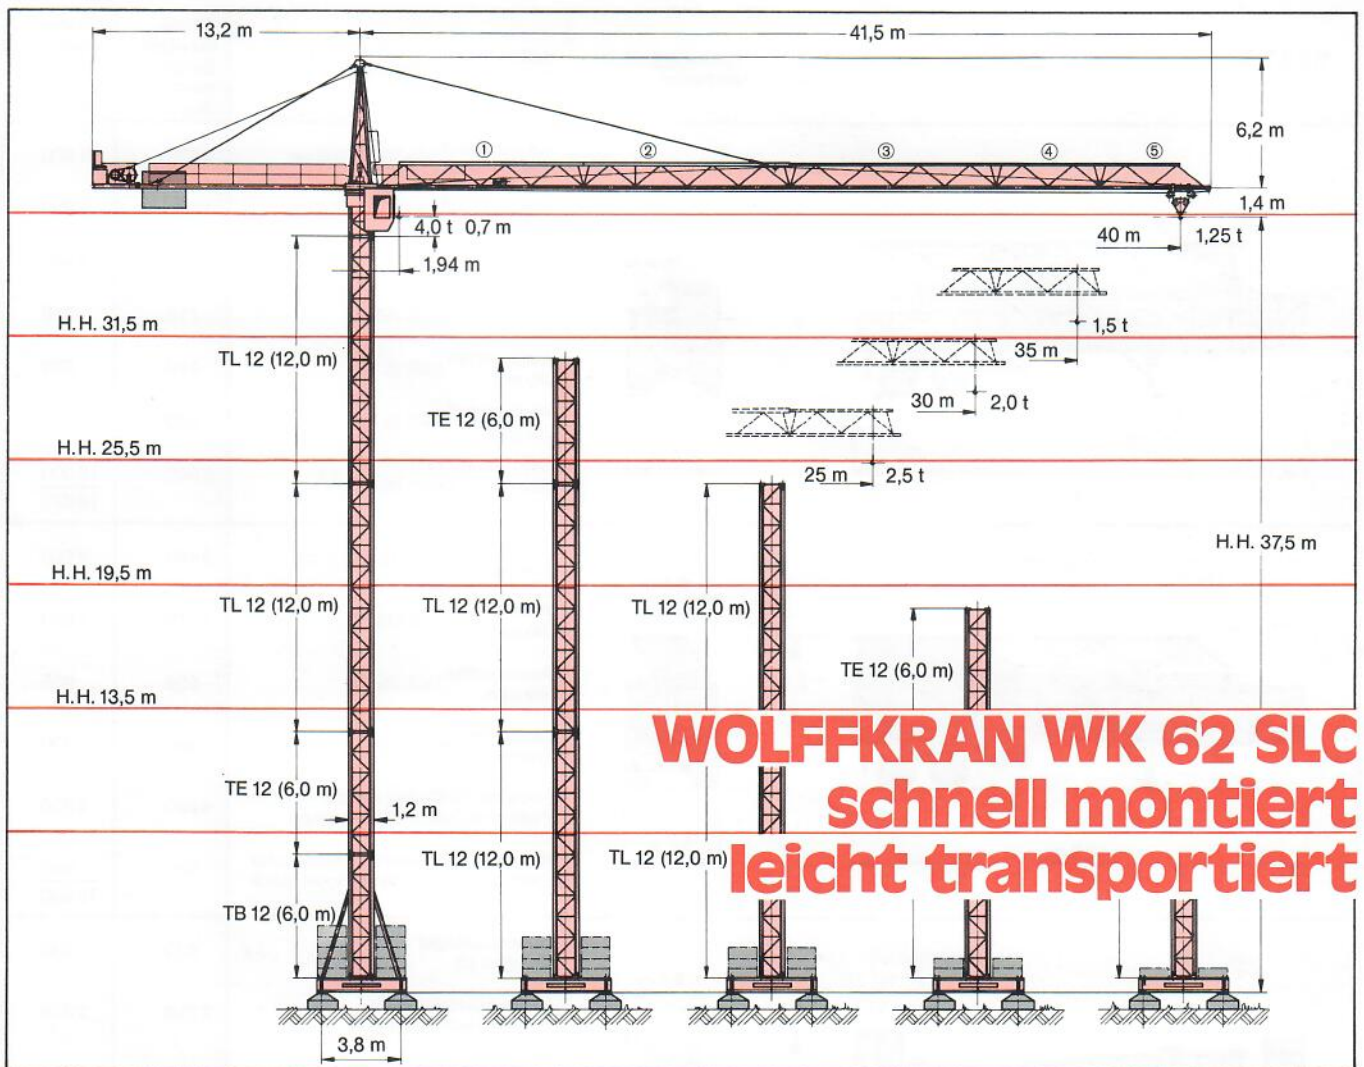 13,2 m
41,5 m
6,2 m
① ② ③ ④ ⑤
1,4 m
4,0 t 0,7 m
40 m 1,25 t
1,94 m
1,5 t
H.H. 31,5 m
TL 12 (12,0 m)
35 m
30 m 2,0 t
TE 12 (6,0 m)
H.H. 25,5 m
25 m 2,5 t
H.H. 37,5 m
H.H. 19,5 m
TL 12 (12,0 m)
TL 12 (12,0 m)
TL 12 (12,0 m)
TE 12 (6,0 m)
H.H. 13,5 m
WOLFFKRAN WK 62 SLC
schnell montiert
leicht transportiert
TE 12 (6,0 m)
1,2 m
TL 12 (12,0 m)
TL 12 (12,0 m)
TB 12 (6,0 m)
3,8 m